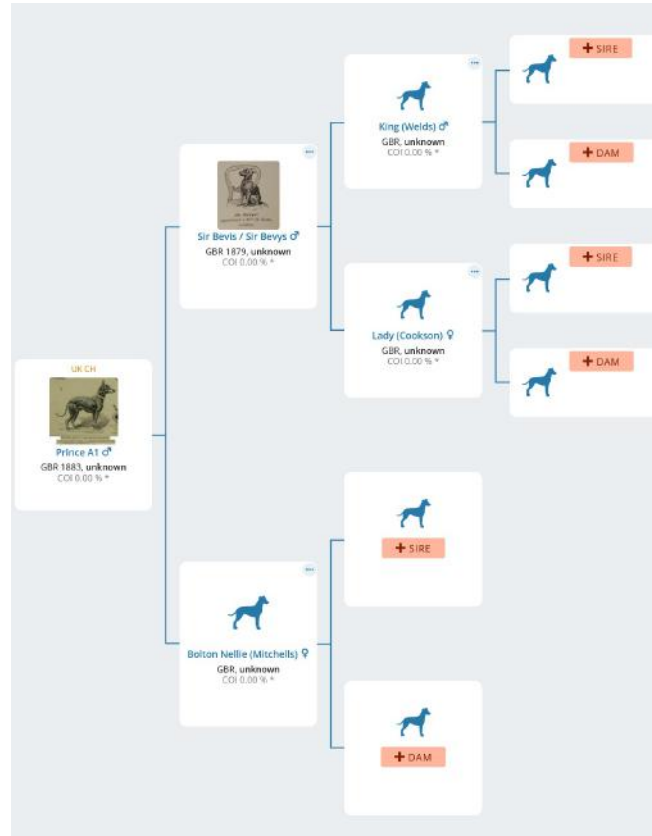 + SIRE
King (Welds) ♂
GBR, unknown
COI 0.00 % *
+ DAM
Sir Bevis / Sir Bevys ♂
GBR 1879, unknown
COI 0.00 % *
+ SIRE
Lady (Cookson) ♀
GBR, unknown
COI 0.00 % *
+ DAM
UK CH
Prince A1 ♂
GBR 1883, unknown
COI 0.00 % *
+ SIRE
Bolton Nellie (Mitchells) ♀
GBR, unknown
COI 0.00 % *
+ DAM